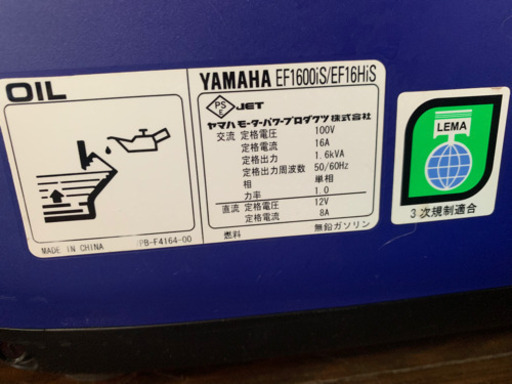 OIL
MADE IN CHINA
PB-F4164-00
YAMAHA EF1600iS/EF16HiS
PS
E
JET
ヤマハモーターパワープロダクツ株式会社
交流 定格電圧 100V
定格電流 16A
定格出力 1.6kVA
定格出力周波数 50/60Hz
相 単相
力率 1.0
直流 定格電圧 12V
定格電流 8A
燃料 無鉛ガソリン
LEMA
3次規制適合